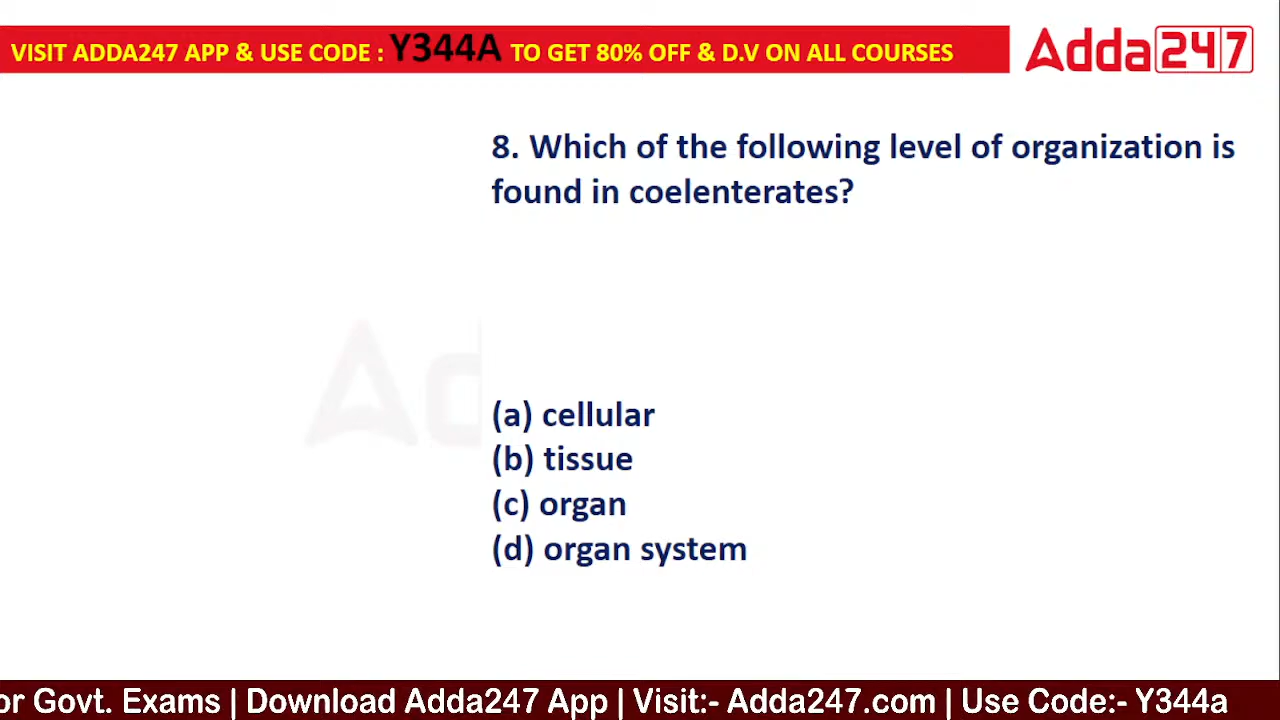 VISIT ADDA247 APP & USE CODE : Y344A TO GET 80% OFF & D.V ON ALL COURSES
Adda247
8. Which of the following level of organization is
found in coelenterates?
Ad
(a) cellular
(b) tissue
(c) organ
(d) organ system
or Govt. Exams | Download Adda247 App | Visit:- Adda247.com | Use Code:- Y344a